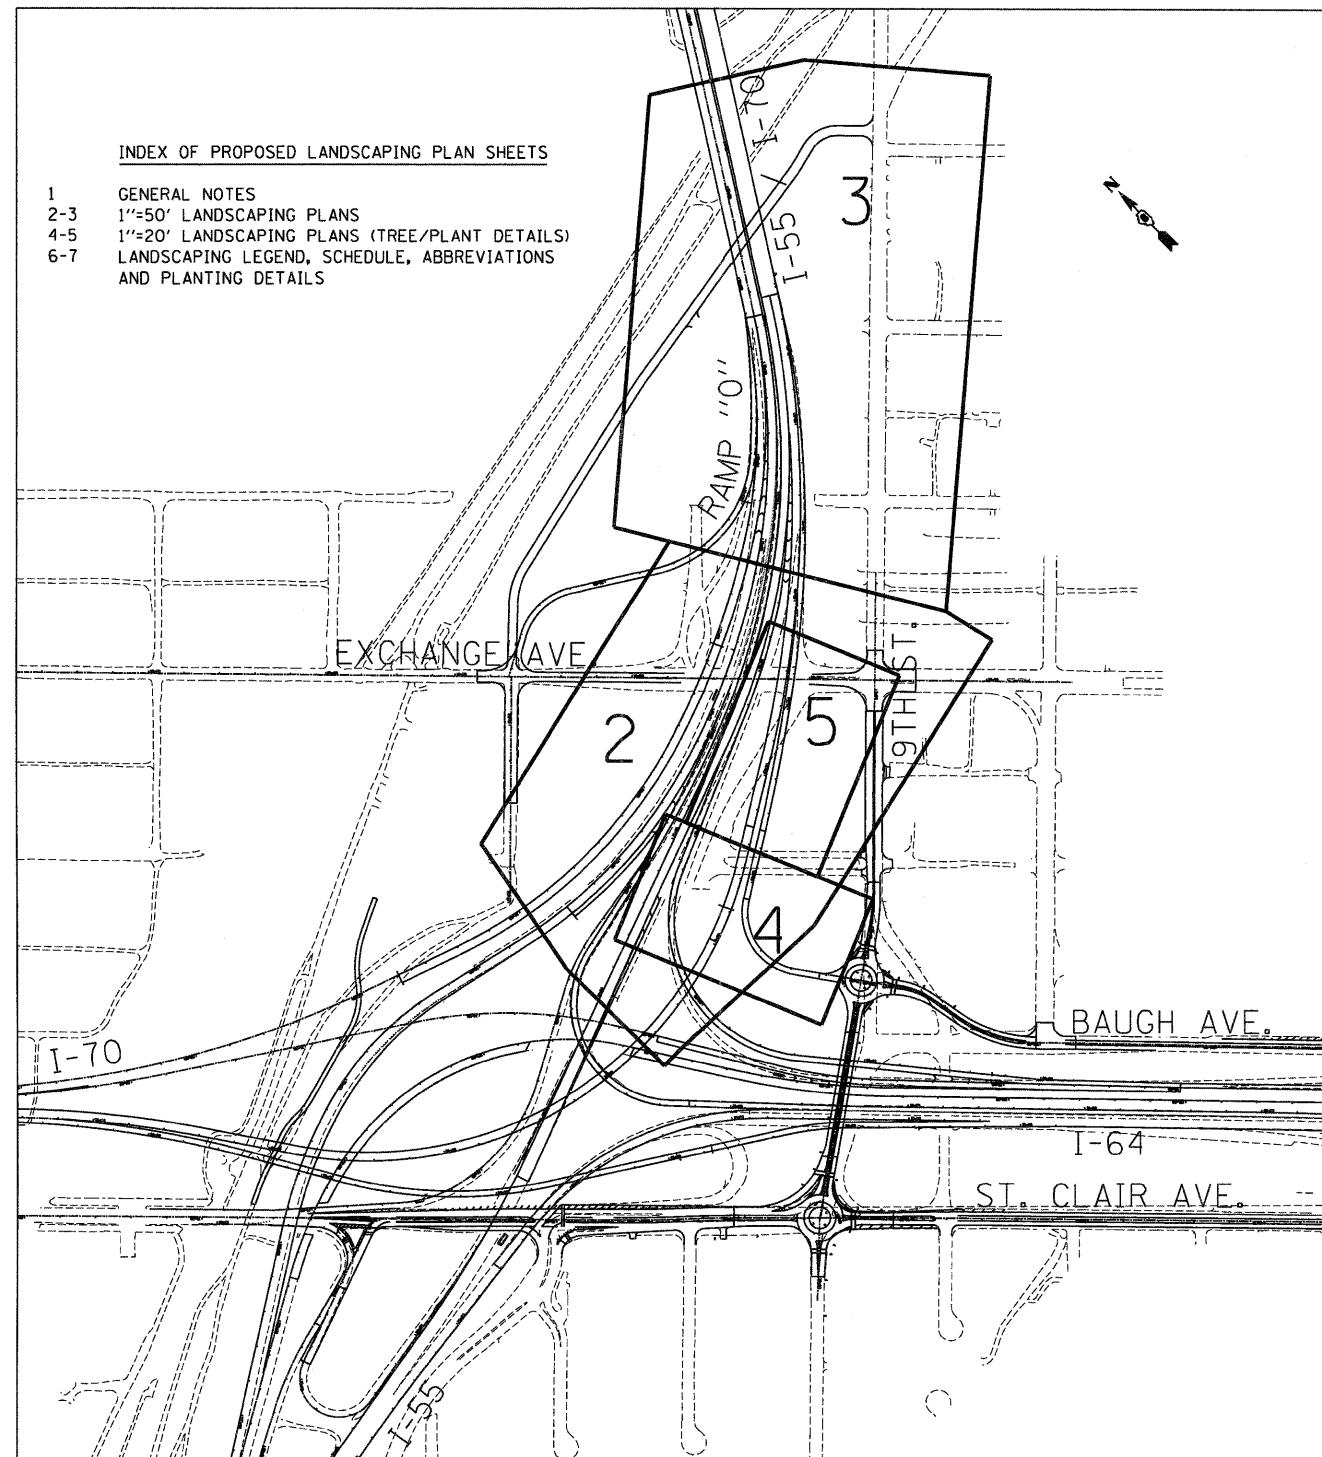 INDEX OF PROPOSED LANDSCAPING PLAN SHEETS
1 GENERAL NOTES
2-3 1''=50' LANDSCAPING PLANS
4-5 1''=20' LANDSCAPING PLANS (TREE/PLANT DETAILS)
6-7 LANDSCAPING LEGEND, SCHEDULE, ABBREVIATIONS
AND PLANTING DETAILS
I-55 / I-70
3
N
RAMP "O"
EXCHANGE AVE
9TH ST.
2
5
4
BAUGH AVE.
I-70
I-64
ST. CLAIR AVE.
I-55